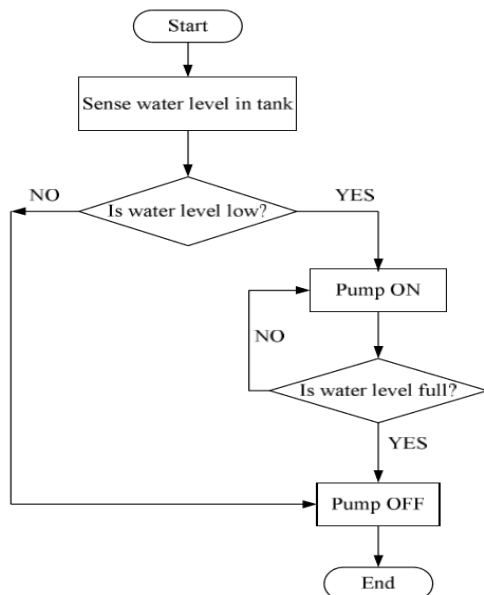 Start
Sense water level in tank
Is water level low?
NO
YES
Pump ON
NO
Is water level full?
YES
Pump OFF
End